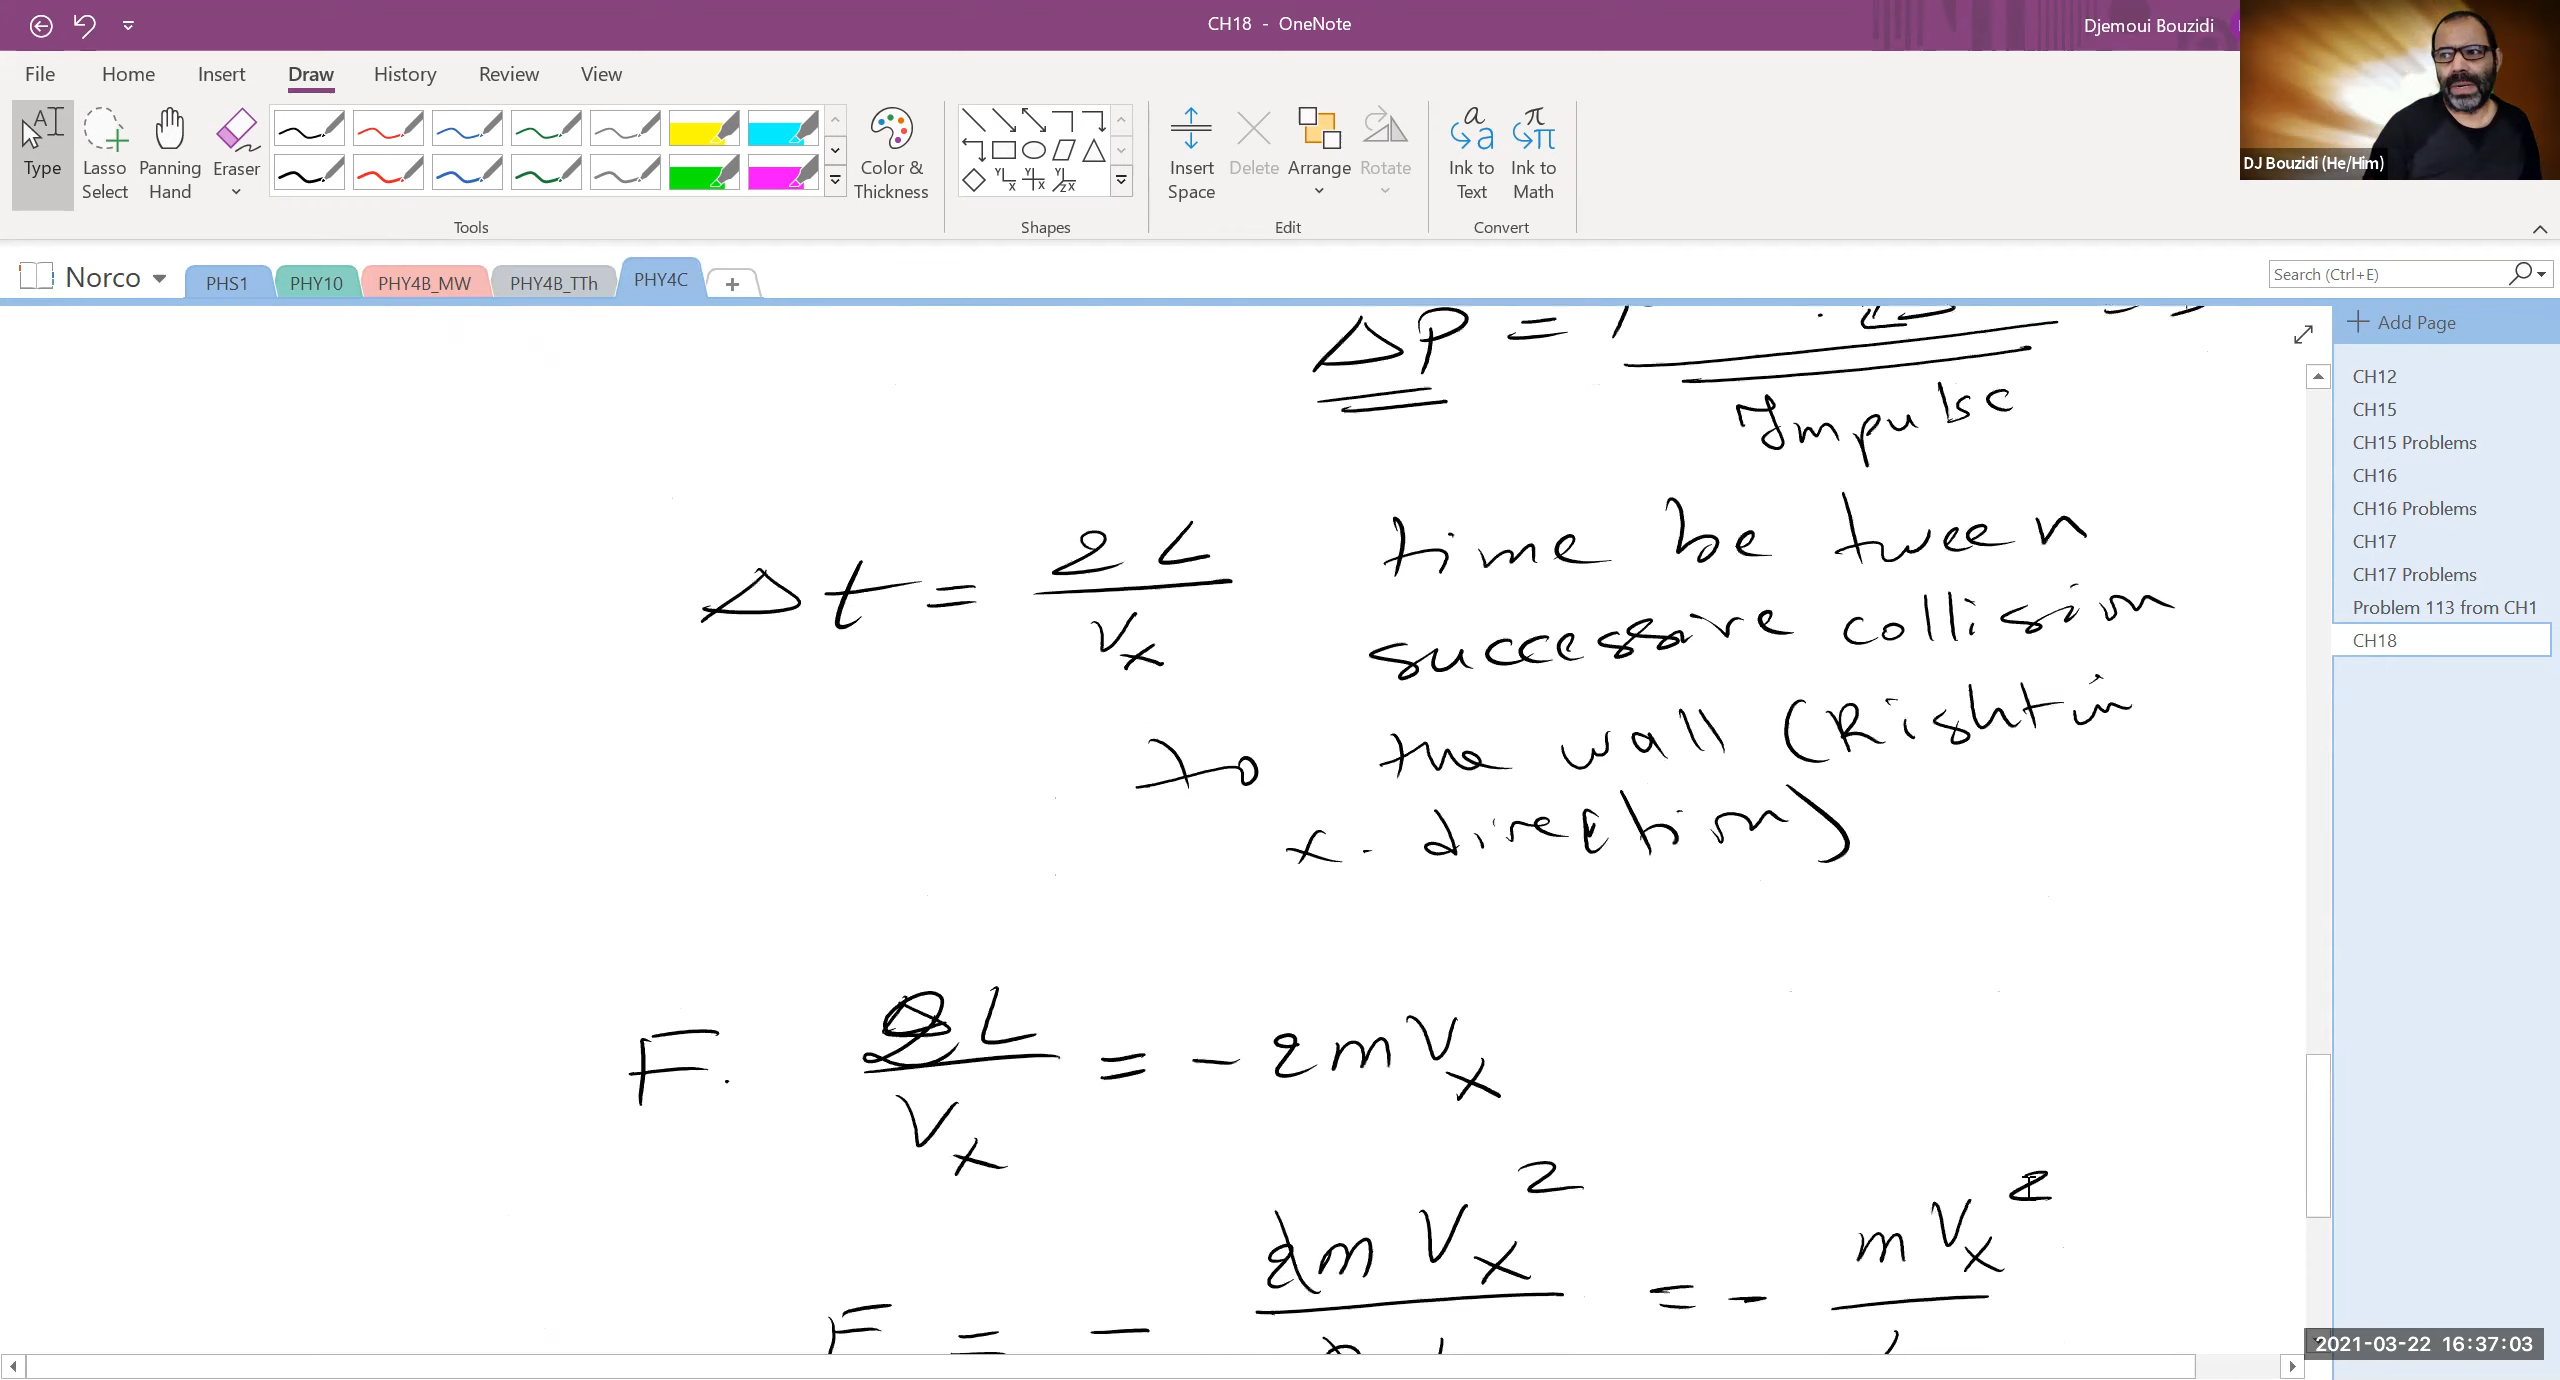 CH18 - OneNote
Djemoui Bouzidi
File Home Insert Draw History Review View
Type
Lasso Select
Panning Hand
Eraser
Color & Thickness
Insert Space
Delete
Arrange
Rotate
Ink to Text
Ink to Math
Tools Shapes Edit Convert
DJ Bouzidi (He/Him)
Norco PHS1 PHY10 PHY4B_MW PHY4B_TTh PHY4C
Search (Ctrl+E)
Add Page
CH12
CH15
CH15 Problems
CH16
CH16 Problems
CH17
CH17 Problems
Problem 113 from CH1
CH18
ΔP =
Impulse
Δt = 2L / Vx time be tween
successive collision
to the wall (Right in
x - direction)
F. 2L / Vx = - 2mVx
F = - 2mVx² = - mVx²
2021-03-22 16:37:03